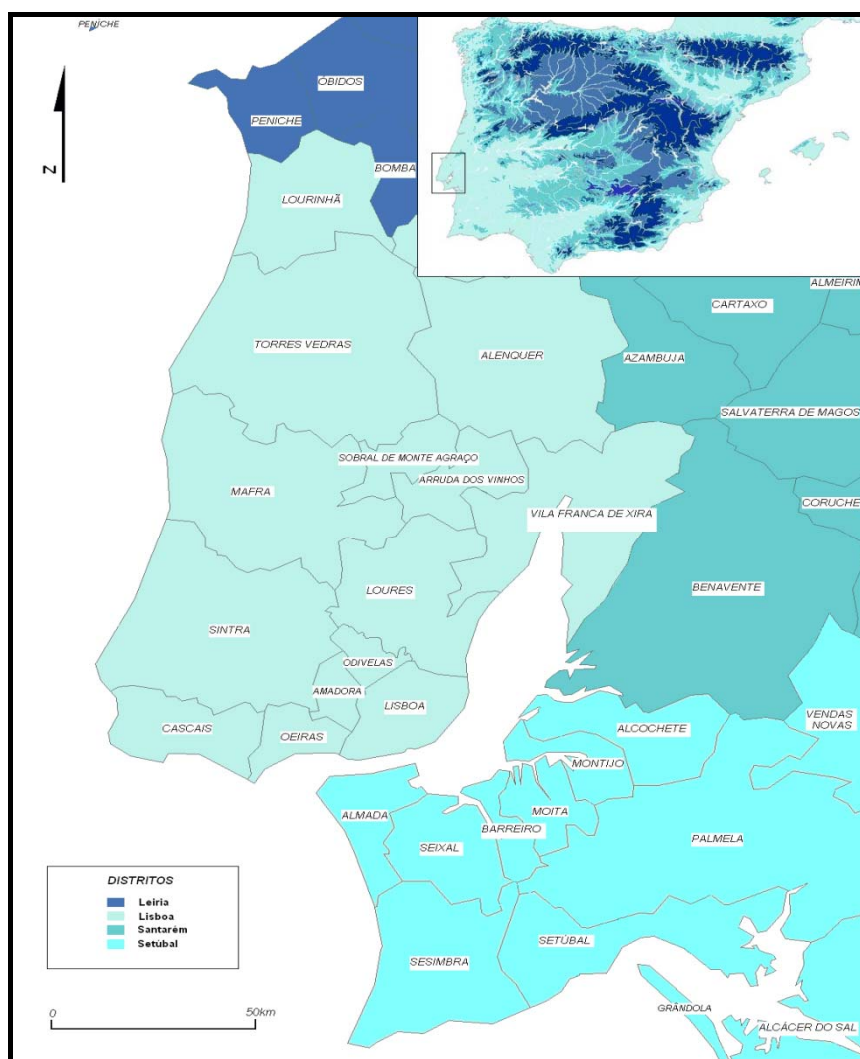 PENÍCHE
ÓBIDOS
PENICHE
N
BOMBA
LOURINHÃ
ALMEIRIM
CARTAXO
TORRES VEDRAS
ALENQUER
AZAMBUJA
SALVATERRA DE MAGOS
SOBRAL DE MONTE AGRAÇO
ARRUDA DOS VINHOS
MAFRA
CORUCHE
VILA FRANCA DE XIRA
LOURES
BENAVENTE
SINTRA
ODIVELAS
AMADORA
LISBOA
CASCAIS
OEIRAS
ALCOCHETE
VENDAS
NOVAS
MONTIJO
ALMADA
MOITA
BARREIRO
PALMELA
SEIXAL
DISTRITOS
Leiria
Lisboa
Santarém
Setúbal
SETÚBAL
SESIMBRA
0 50km
GRÂNDOLA
ALCÁCER DO SAL